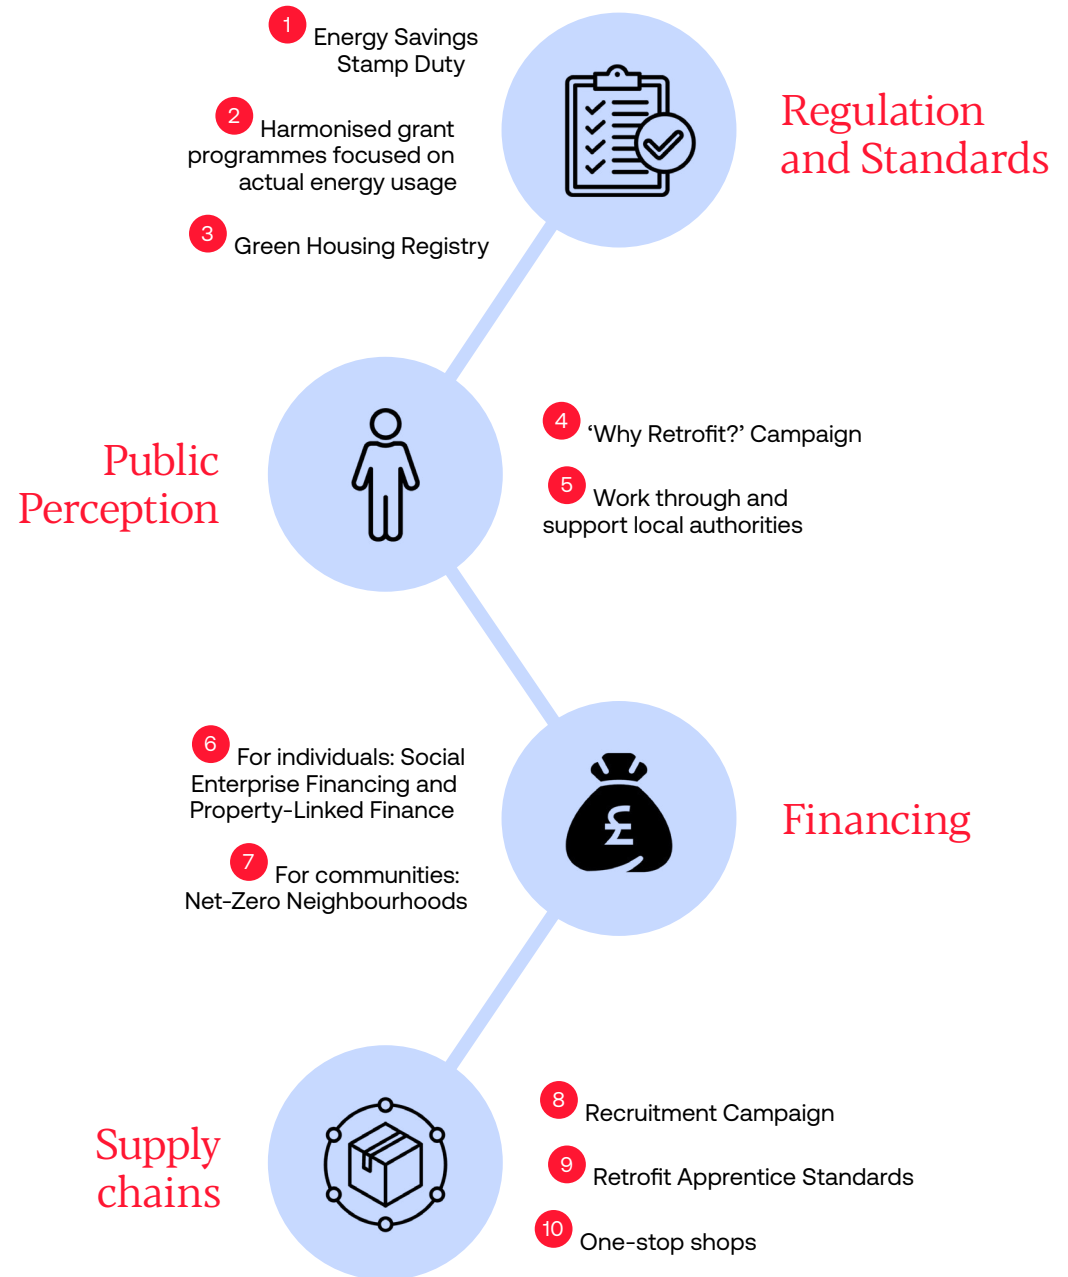 1 Energy Savings
Stamp Duty
2 Harmonised grant
programmes focused on
actual energy usage
3 Green Housing Registry
Regulation
and Standards
Public
Perception
4 ‘Why Retrofit?’ Campaign
5 Work through and
support local authorities
6 For individuals: Social
Enterprise Financing and
Property-Linked Finance
7 For communities:
Net-Zero Neighbourhoods
£
Financing
Supply
chains
8 Recruitment Campaign
9 Retrofit Apprentice Standards
10 One-stop shops